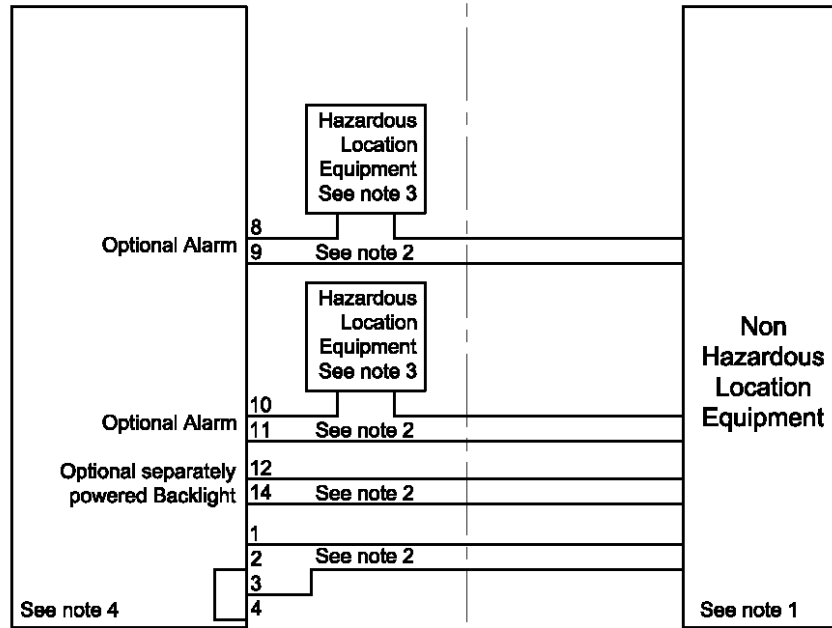 Hazardous
Location
Equipment
See note 3
Optional Alarm
8
9
See note 2
Hazardous
Location
Equipment
See note 3
Optional Alarm
10
11
See note 2
Optional separately
powered Backlight
12
14
See note 2
1
2
3
4
See note 2
See note 4
Non
Hazardous
Location
Equipment
See note 1